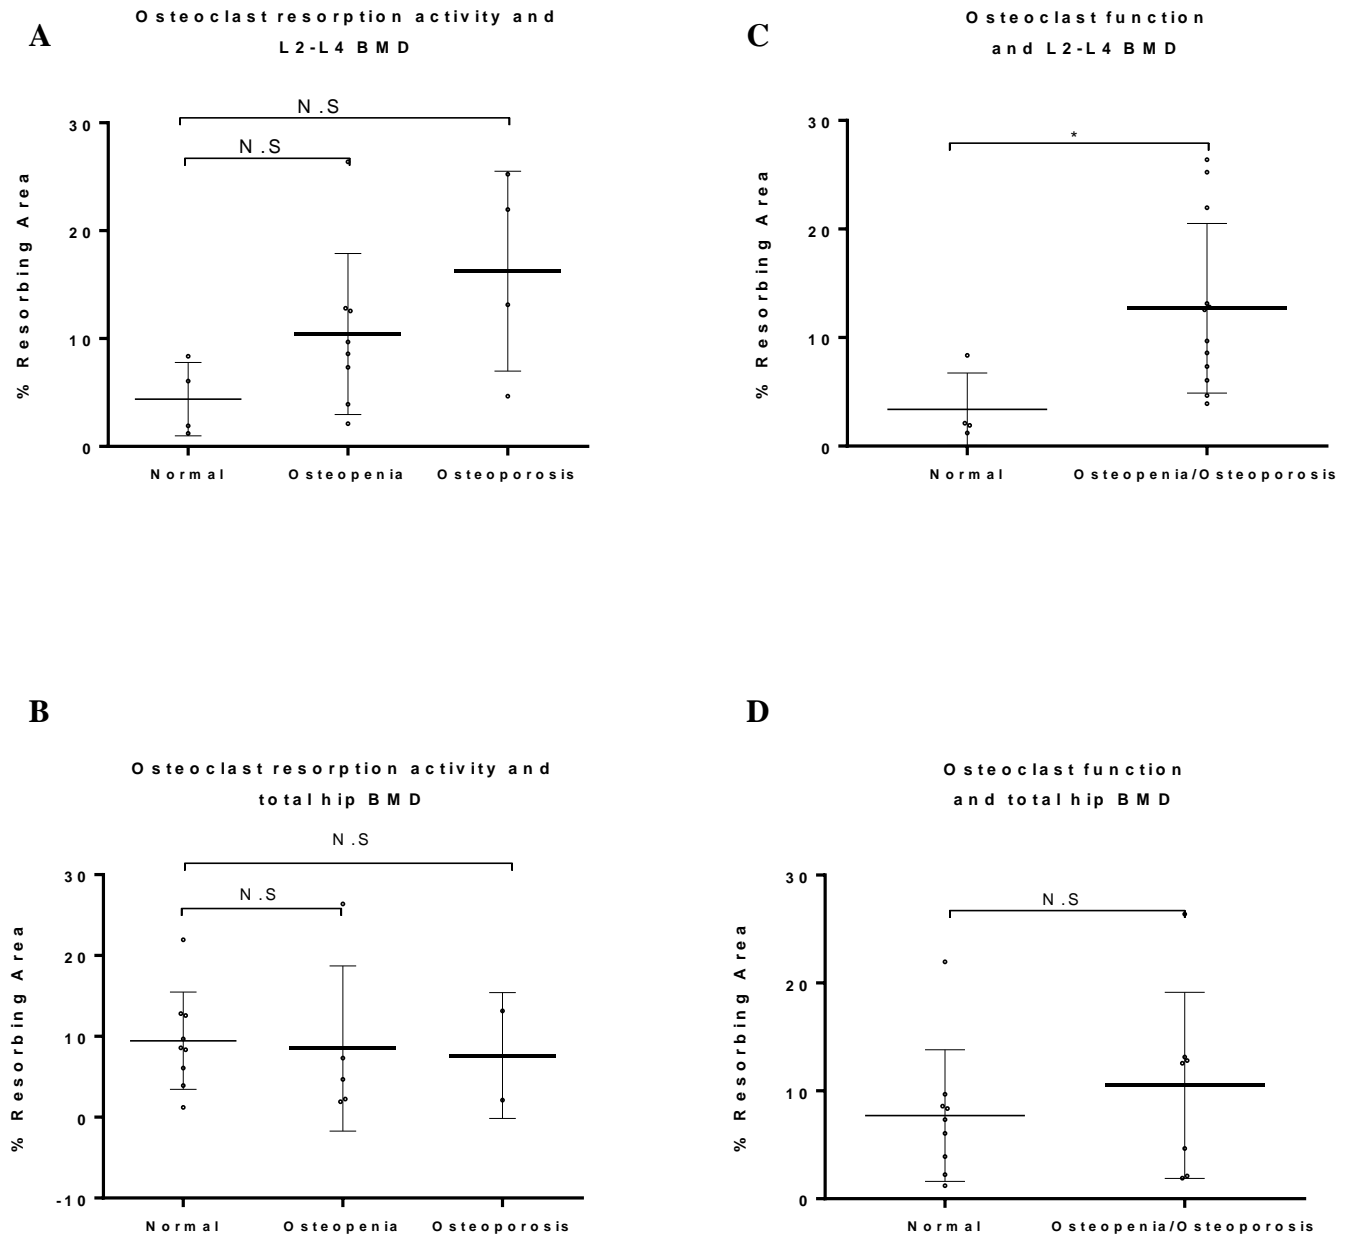 A
Osteoclast resorption activity and
L2-L4 BMD
N.S
N.S
30
20
10
0
% Resorbing Area
Normal
Osteopenia
Osteoporosis
C
Osteoclast function
and L2-L4 BMD
*
30
20
10
0
% Resorbing Area
Normal
Osteopenia/Osteoporosis
B
Osteoclast resorption activity and
total hip BMD
N.S
N.S
30
20
10
0
-10
% Resorbing Area
Normal
Osteopenia
Osteoporosis
D
Osteoclast function
and total hip BMD
N.S
30
20
10
0
% Resorbing Area
Normal
Osteopenia/Osteoporosis